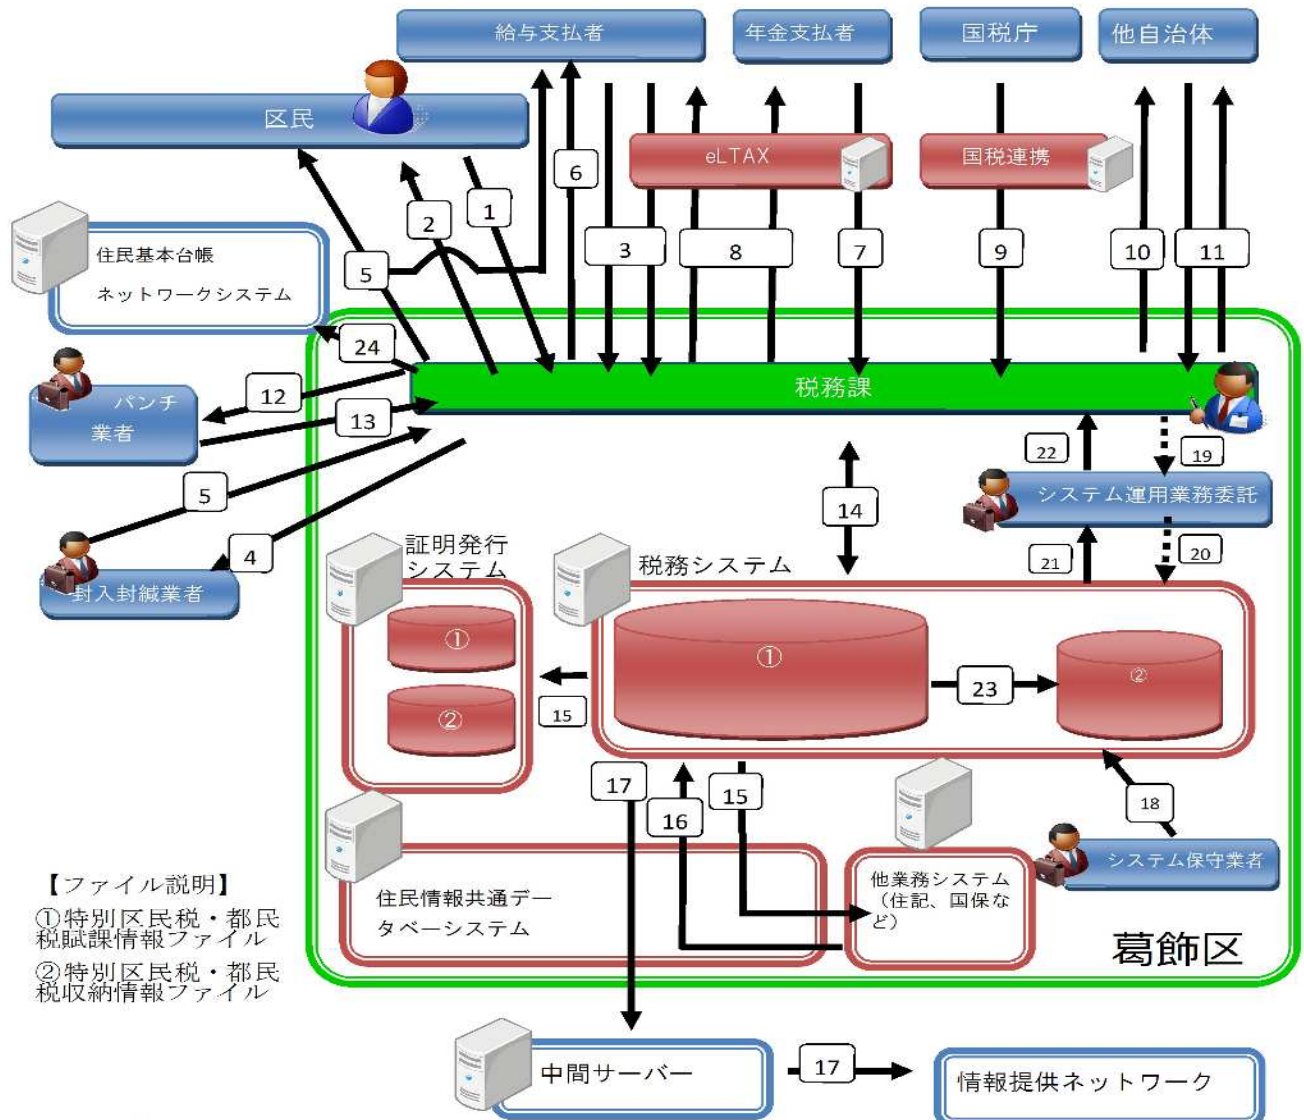 給与支払者
年金支払者
国税庁
他自治体
区民
eLTAX
国税連携
6
1
2
3
8
7
9
10
11
5
住民基本台帳
ネットワークシステム
24
税務課
12
パンチ
業者
13
22
19
5
システム運用業務委託
14
4
証明発行
システム
税務システム
21
20
封入封緘業者
①
①
②
②
23
15
17
15
16
18
システム保守業者
【ファイル説明】
①特別区民税・都民
税賦課情報ファイル
②特別区民税・都民
税収納情報ファイル
住民情報共通デー
タベーシステム
他業務システム
(住記、国保な
ど)
葛飾区
中間サーバー
17
情報提供ネットワーク